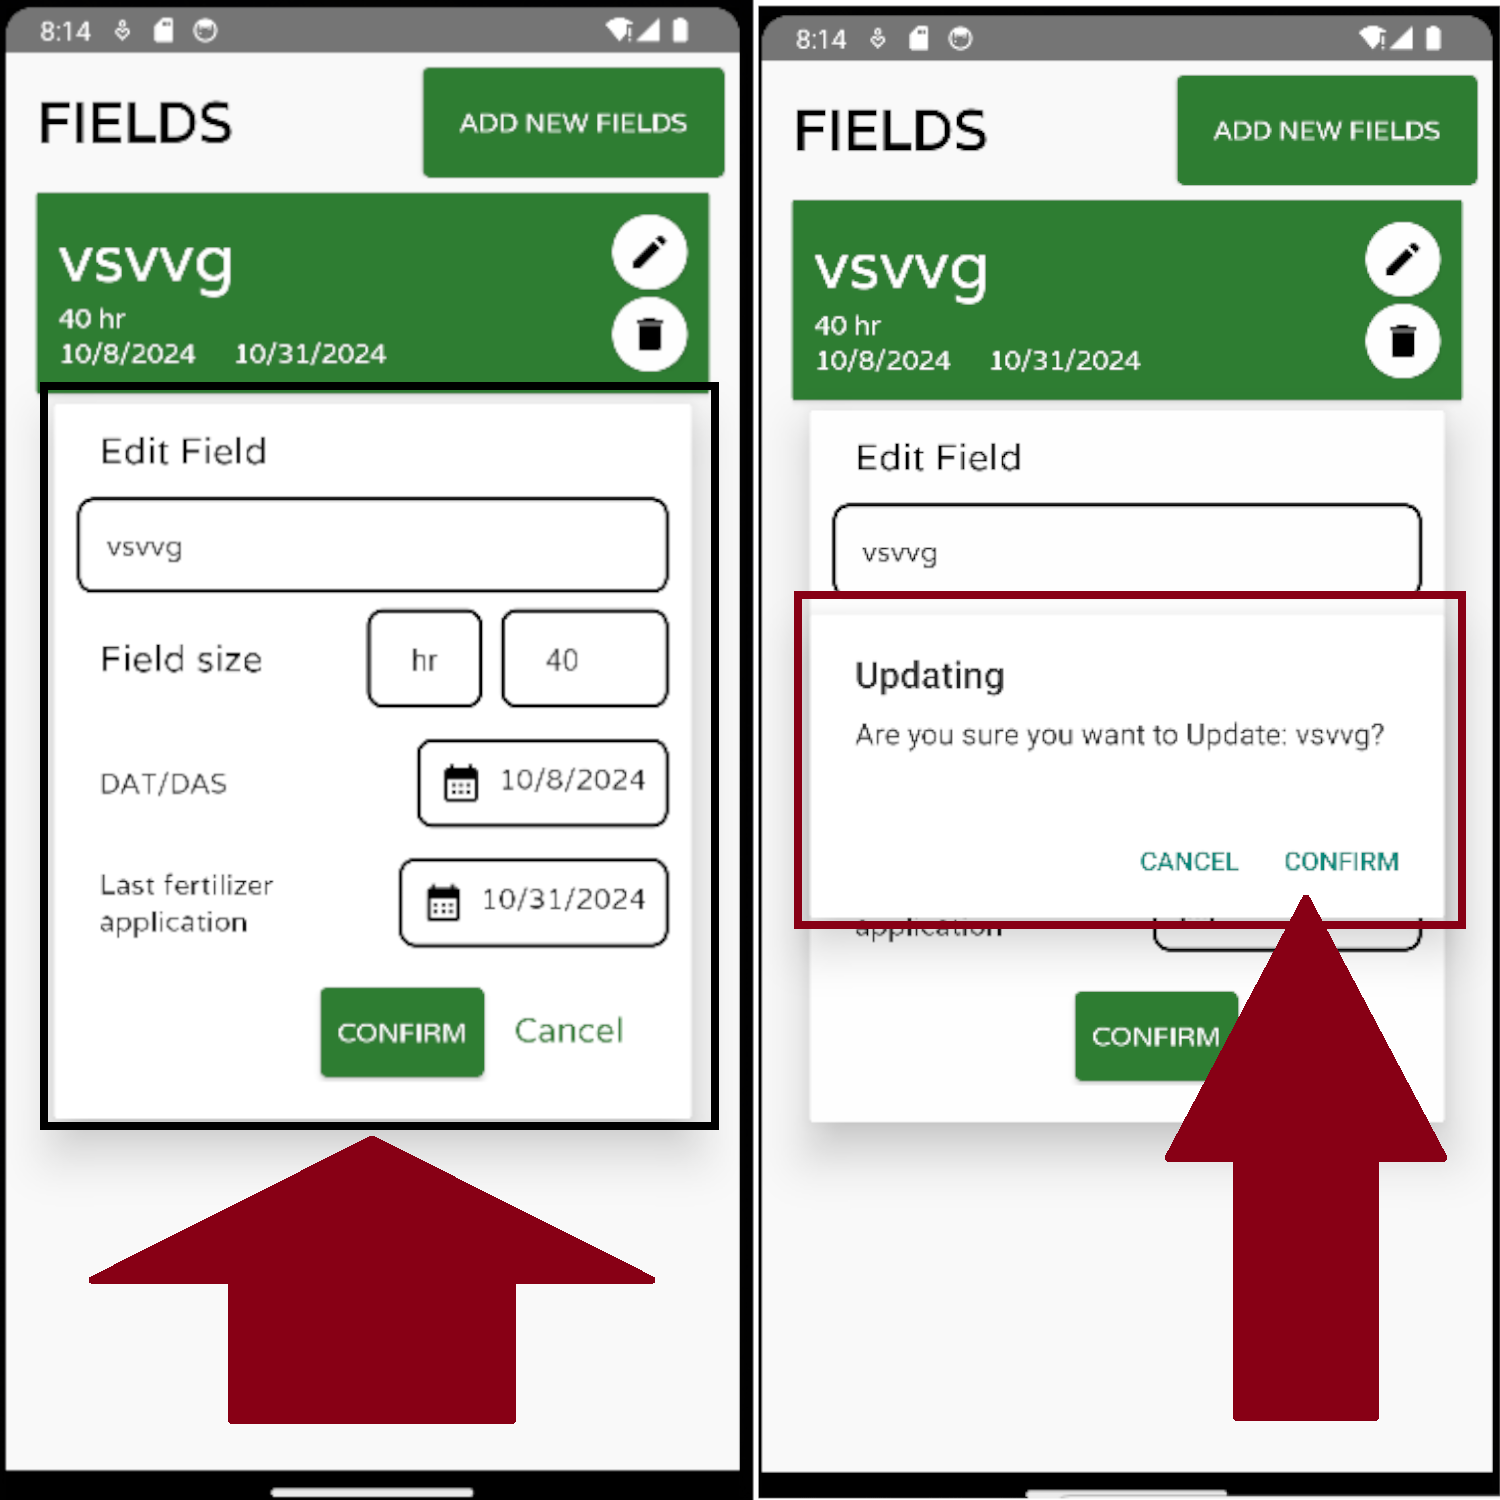 8:14
FIELDS
ADD NEW FIELDS
vsvvg
40 hr
10/8/2024 10/31/2024
Edit Field
vsvvg
Field size hr 40
DAT/DAS 10/8/2024
Last fertilizer
application
10/31/2024
CONFIRM Cancel
8:14
FIELDS
ADD NEW FIELDS
vsvvg
40 hr
10/8/2024 10/31/2024
Edit Field
vsvvg
Updating
Are you sure you want to Update: vsvvg?
CANCEL CONFIRM
application
CONFIRM